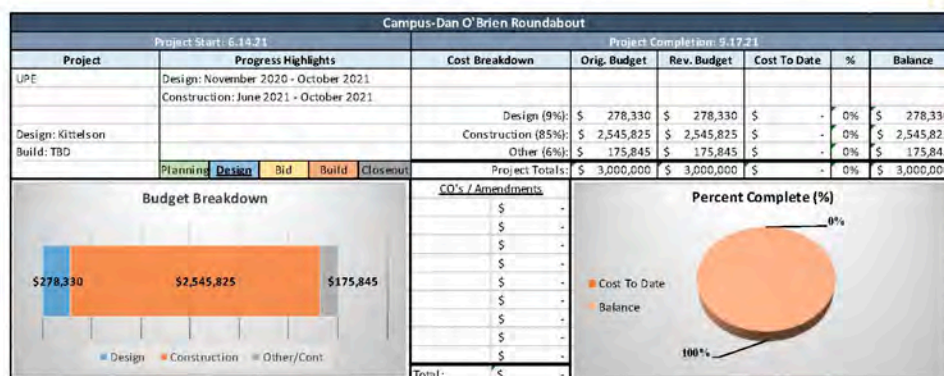 Campus-Dan O'Brien Roundabout
Project Start: 6.14.21 Project Completion: 9.17.21
Project Progress Highlights Cost Breakdown Orig. Budget Rev. Budget Cost To Date % Balance
UPE Design: November 2020 - October 2021
Construction: June 2021 - October 2021
Design (9%): $ 278,330 $ 278,330 $ - 0% $ 278,33
Design: Kittelson Construction (85%): $ 2,545,825 $ 2,545,825 $ - 0% $ 2,545,82
Build: TBD Other (6%): $ 175,845 $ 175,845 $ - 0% $ 175,84
Planning Design Bid Build Closeout Project Totals: $ 3,000,000 $ 3,000,000 $ - 0% $ 3,000,000
Budget Breakdown
$278,330 $2,545,825 $175,845
Design Construction Other/Cont
CO's / Amendments
$ -
$ -
$ -
$ -
$ -
$ -
$ -
$ -
$ -
Total: $ -
Percent Complete (%)
0%
Cost To Date
Balance
100%